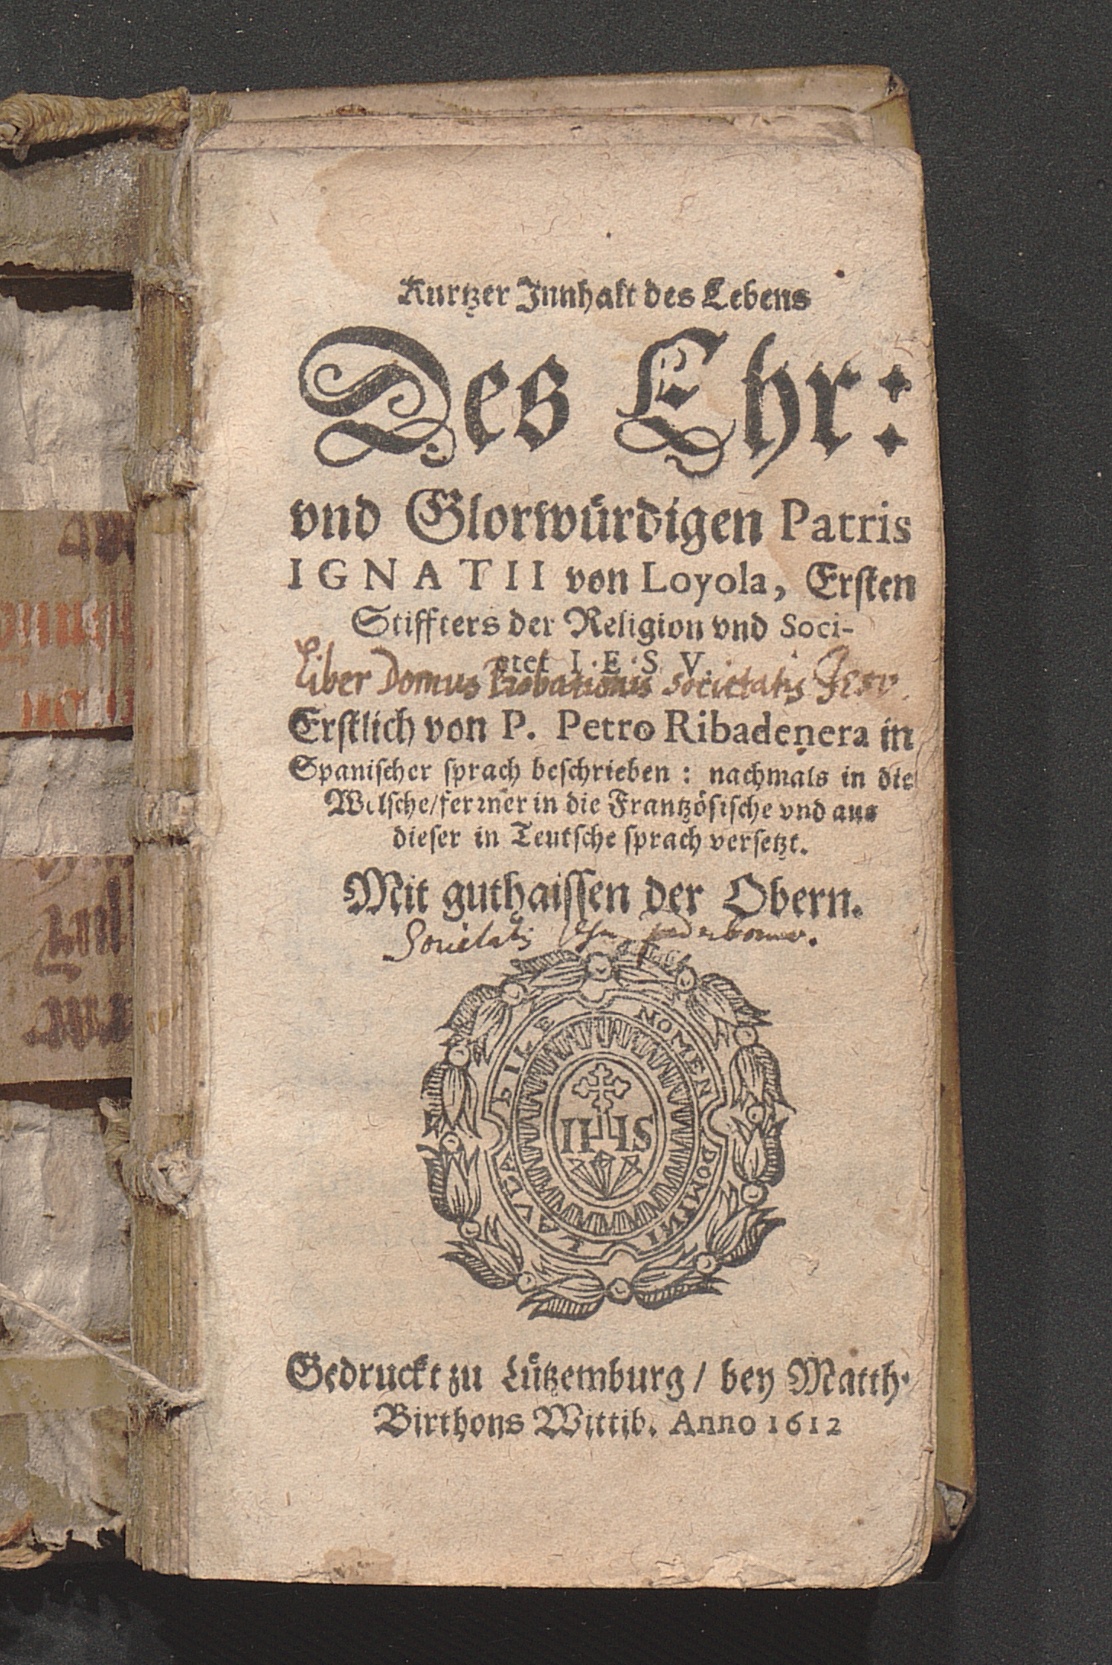 Kurtzer Innhalt des Lebens
Des Ehr:
vnd Glorwürdigen Patris
IGNATII von Loyola, Ersten
Stiffters der Religion vnd Soci-
etet I·E·S V.
Liber Domus Probationis Societatis Jesu.
Erstlich von P. Petro Ribadenera in
Spanischer sprach beschrieben: nachmals in die
Welsche/ferrner in die Frantzösische vnd aus
dieser in Teutsche sprach versetzt.
Mit guthaissen der Obern.
Societatis Jesu
LAVDABILE NOMEN DOMINI
IHS
Gedruckt zu Lützemburg/ bey Matth.
Birthons Wittib. Anno 1612